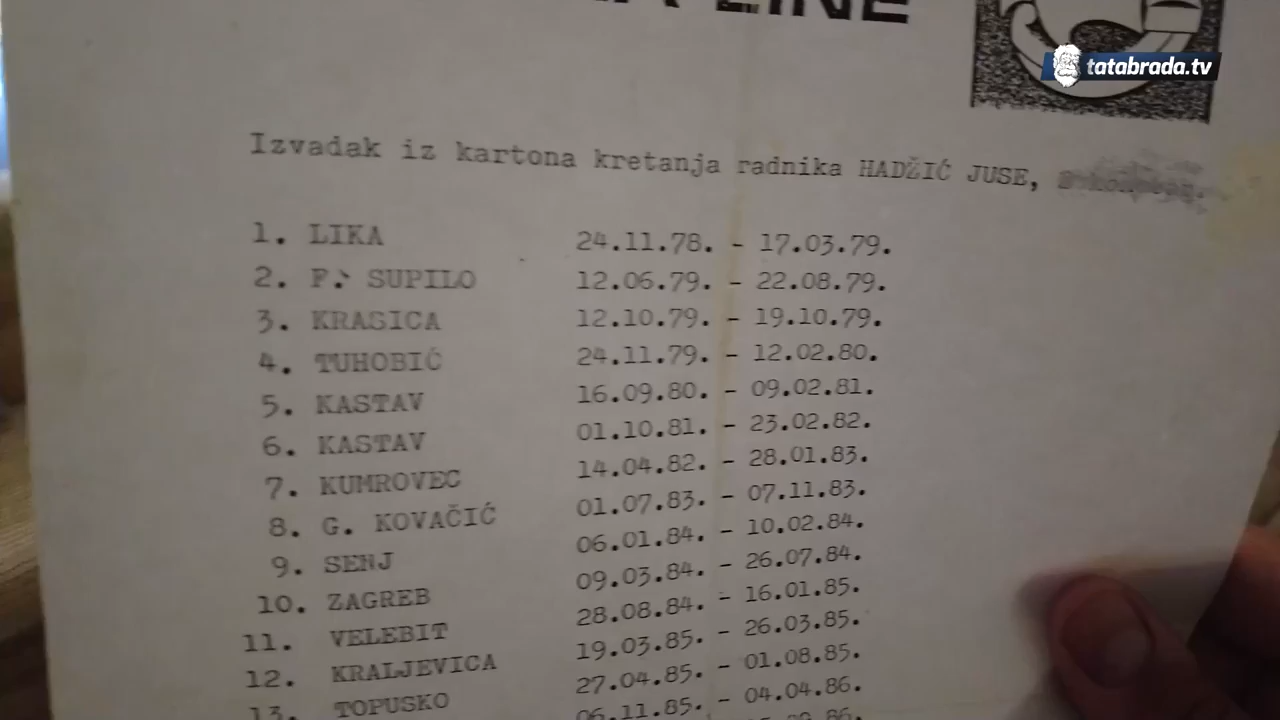 LINE
tatabrada.tv
Izvadak iz kartona kretanja radnika HADŽIĆ JUSE,
1. LIKA 24.11.78. - 17.03.79.
2. F. SUPILO 12.06.79. - 22.08.79.
3. KRASICA 12.10.79. - 19.10.79.
4. TUHOBIĆ 24.11.79. - 12.02.80.
5. KASTAV 16.09.80. - 09.02.81.
6. KASTAV 01.10.81. - 23.02.82.
7. KUMROVEC 14.04.82. - 28.01.83.
8. G. KOVAČIĆ 01.07.83. - 07.11.83.
9. SENJ 06.01.84. - 10.02.84.
10. ZAGREB 09.03.84. - 26.07.84.
11. VELEBIT 28.08.84. - 16.01.85.
12. KRALJEVICA 19.03.85. - 26.03.85.
13. TOPUSKO 27.04.85. - 01.08.85.
06.11.85. - 04.04.86.
86.